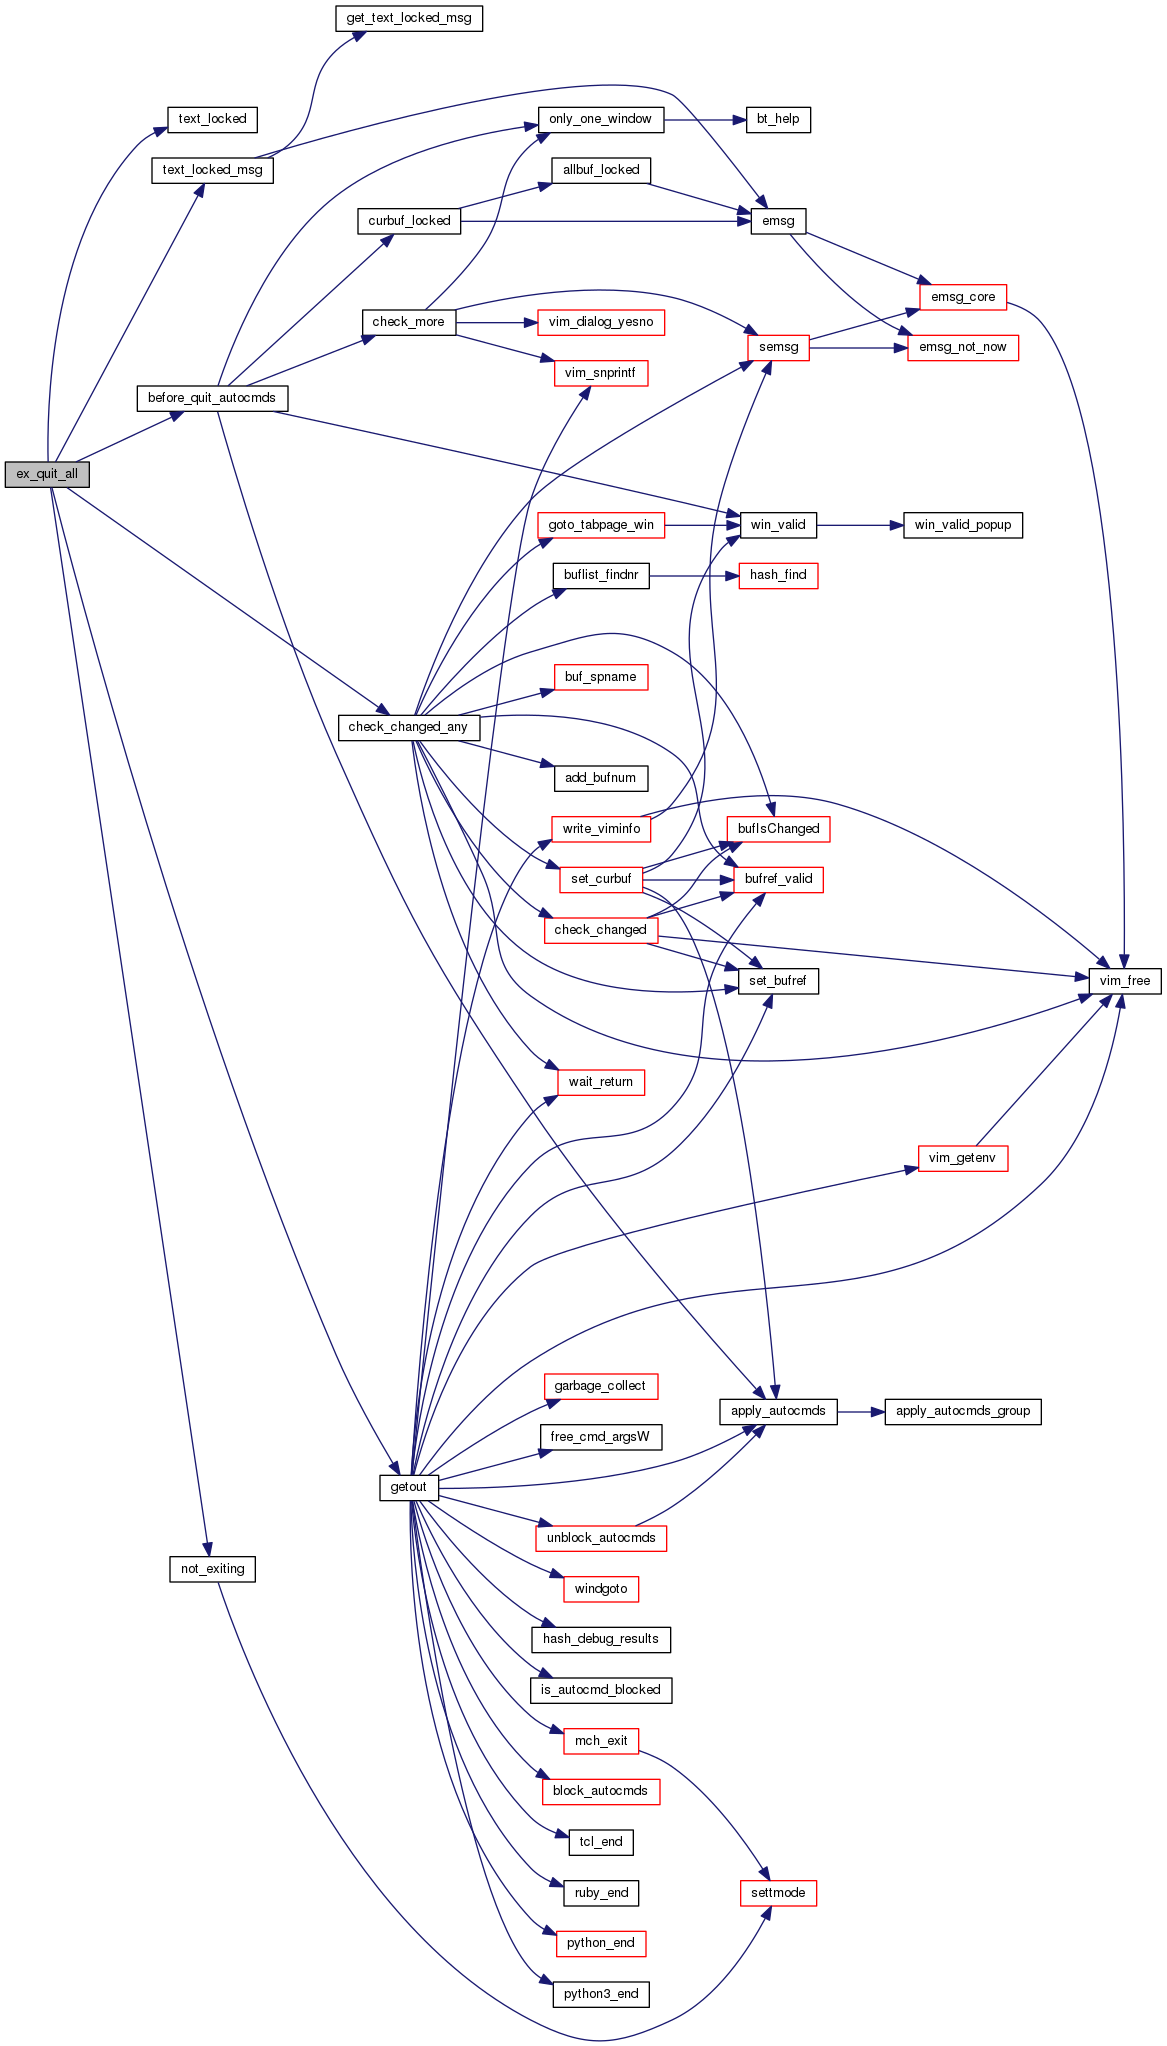 get_text_locked_msg
text_locked
only_one_window
bt_help
text_locked_msg
allbuf_locked
curbuf_locked
emsg
emsg_core
check_more
vim_dialog_yesno
semsg
emsg_not_now
vim_snprintf
before_quit_autocmds
ex_quit_all
goto_tabpage_win
win_valid
win_valid_popup
buflist_findnr
hash_find
buf_spname
check_changed_any
add_bufnum
write_viminfo
bufIsChanged
set_curbuf
bufref_valid
check_changed
set_bufref
vim_free
wait_return
vim_getenv
garbage_collect
apply_autocmds
apply_autocmds_group
free_cmd_argsW
getout
unblock_autocmds
not_exiting
windgoto
hash_debug_results
is_autocmd_blocked
mch_exit
block_autocmds
tcl_end
ruby_end
settmode
python_end
python3_end